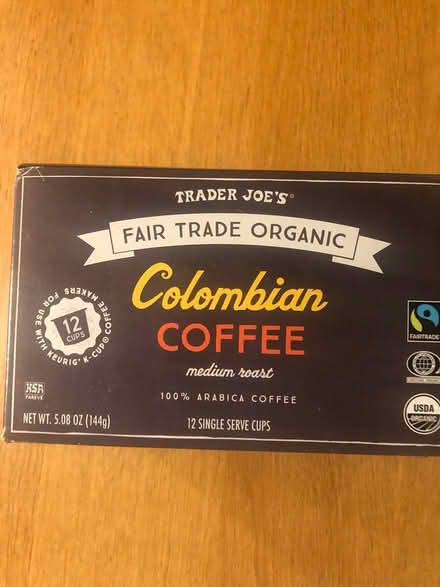 TRADER JOE'S®
FAIR TRADE ORGANIC
Colombian
COFFEE
medium roast
100% ARABICA COFFEE
12 SINGLE SERVE CUPS
12
CUPS
FOR USE WITH KEURIG® K-CUP® COFFEE MAKERS
KSA
PAREVE
NET WT. 5.08 OZ (144g)
FAIRTRADE
USDA
ORGANIC